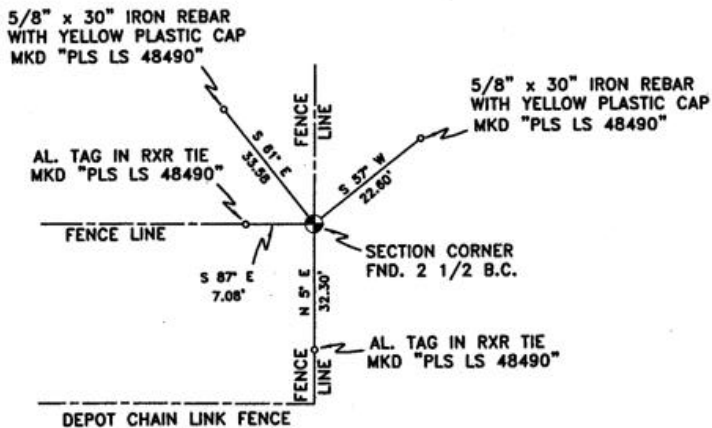 5/8" x 30" IRON REBAR
WITH YELLOW PLASTIC CAP
MKD "PLS LS 48490"
5/8" x 30" IRON REBAR
WITH YELLOW PLASTIC CAP
MKD "PLS LS 48490"
FENCE
LINE
S 61° E
33.58
S 57° W
22.60'
AL. TAG IN RXR TIE
MKD "PLS LS 48490"
FENCE LINE
S 87° E
7.08'
SECTION CORNER
FND. 2 1/2 B.C.
N 5° E
32.30'
AL. TAG IN RXR TIE
MKD "PLS LS 48490"
FENCE
LINE
DEPOT CHAIN LINK FENCE